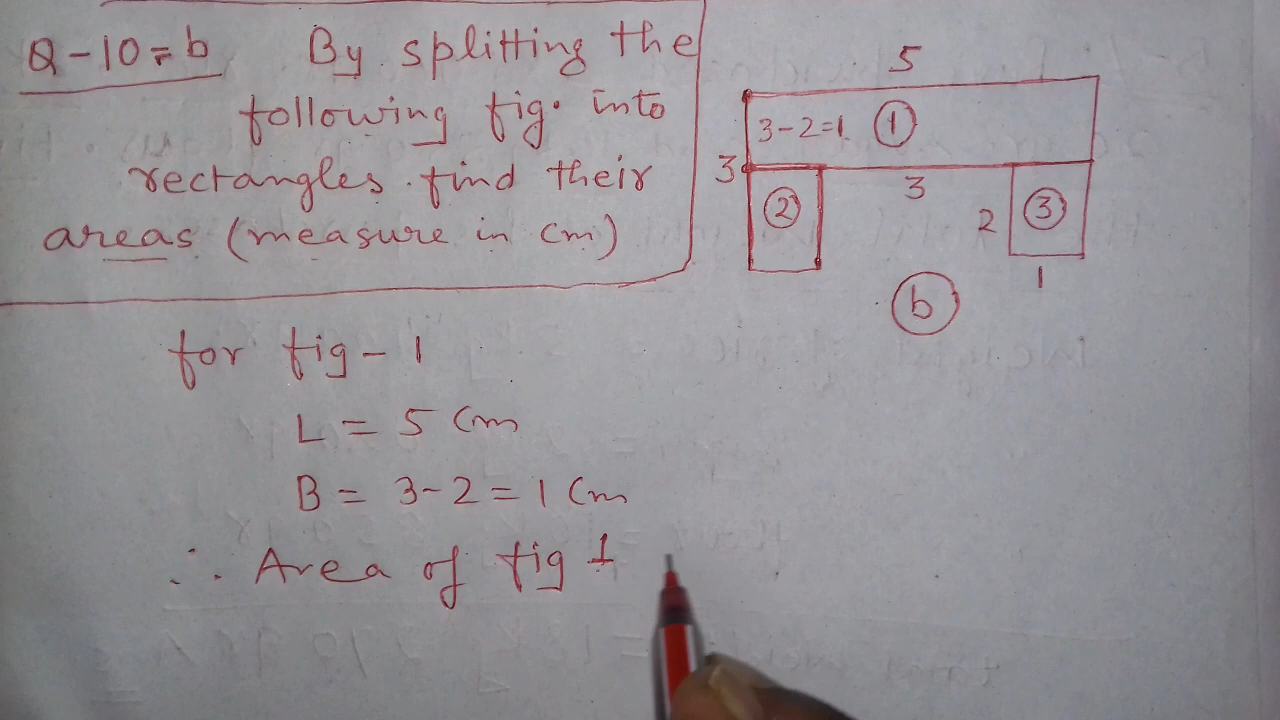 Q-10=b By splitting the
following fig. into
rectangles. find their
areas (measure in cm)
5
3-2=1 1
3
3
2
2
3
1
b
for fig-1
L = 5 Cm
B = 3-2=1 Cm
∴ Area of fig 1